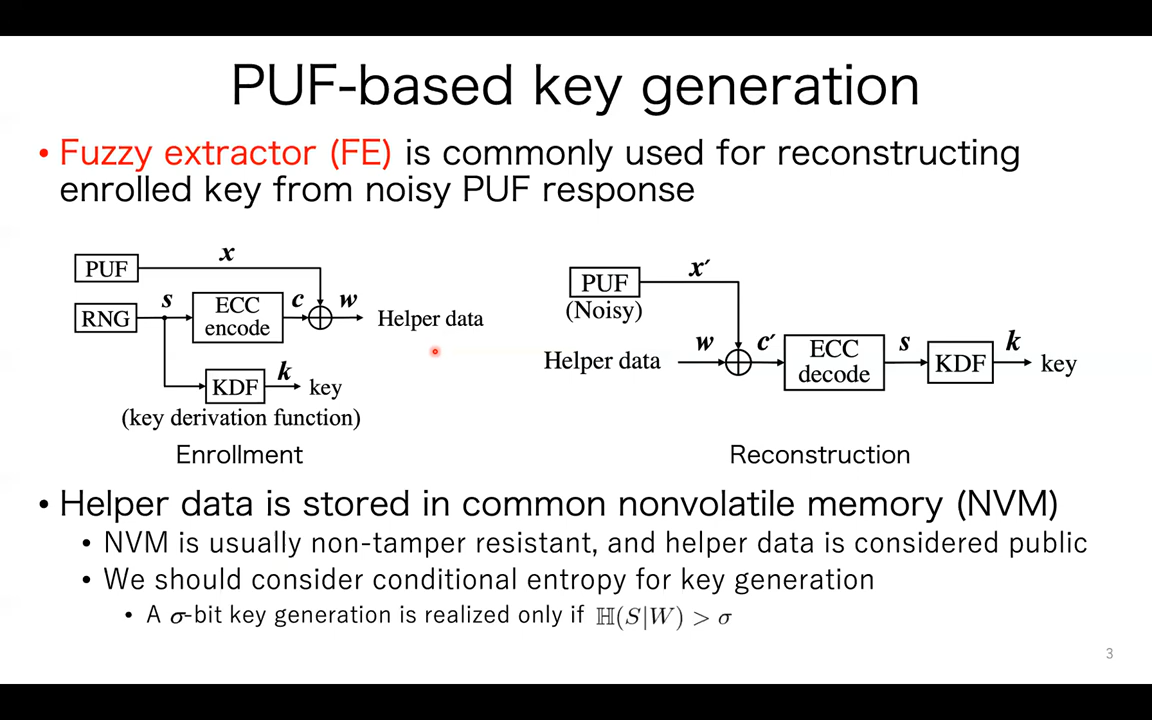 PUF-based key generation
• Fuzzy extractor (FE) is commonly used for reconstructing
enrolled key from noisy PUF response
PUF
x
RNG
s
ECC
encode
c
w
Helper data
KDF
k
key
(key derivation function)
Enrollment
PUF
(Noisy)
x′
Helper data
w
c′
ECC
decode
s
KDF
k
key
Reconstruction
• Helper data is stored in common nonvolatile memory (NVM)
• NVM is usually non-tamper resistant, and helper data is considered public
• We should consider conditional entropy for key generation
• A σ-bit key generation is realized only if ℍ(S|W) > σ
3